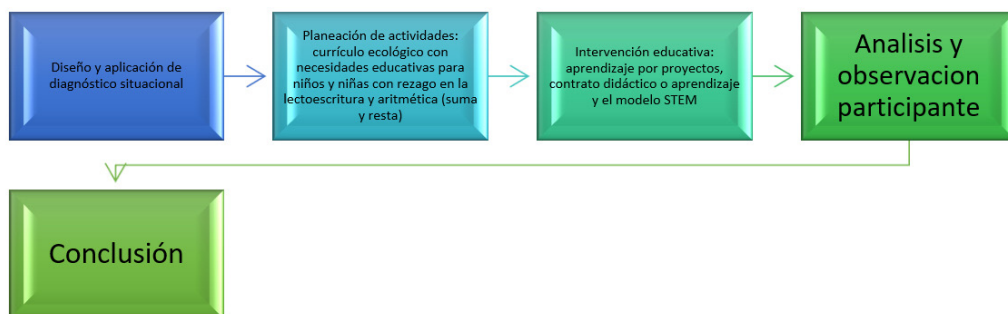 Diseño y aplicación de
diagnóstico situacional
Planeación de actividades:
currículo ecológico con
necesidades educativas para
niños y niñas con rezago en la
lectoescritura y aritmética (suma
y resta)
Intervención educativa:
aprendizaje por proyectos,
contrato didáctico o aprendizaje
y el modelo STEM
Analisis y
observacion
participante
Conclusión